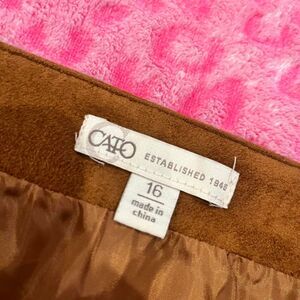 CATO ESTABLISHED 1946
16
made in
china